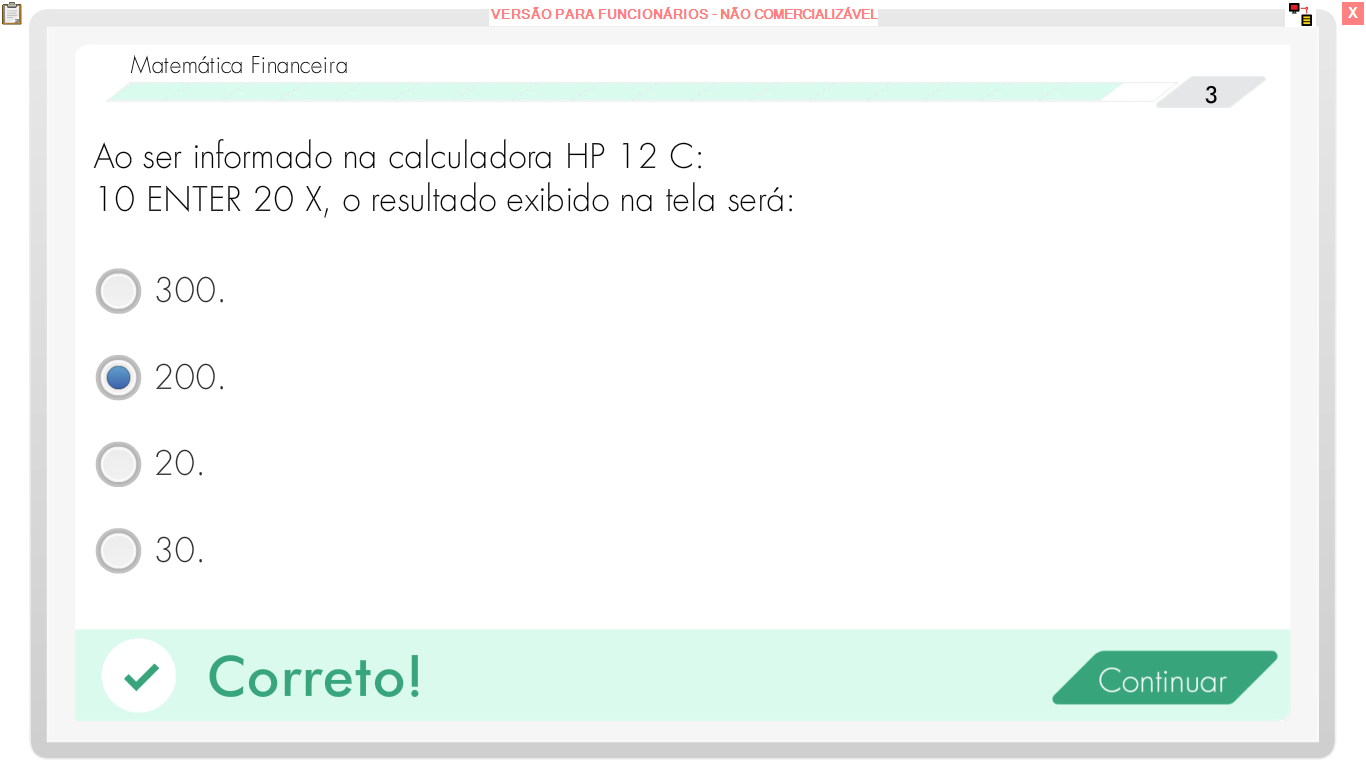 VERSÃO PARA FUNCIONÁRIOS - NÃO COMERCIALIZÁVEL
X
Matemática Financeira
3
Ao ser informado na calculadora HP 12 C:
10 ENTER 20 X, o resultado exibido na tela será:
300.
200.
20.
30.
Correto!
Continuar